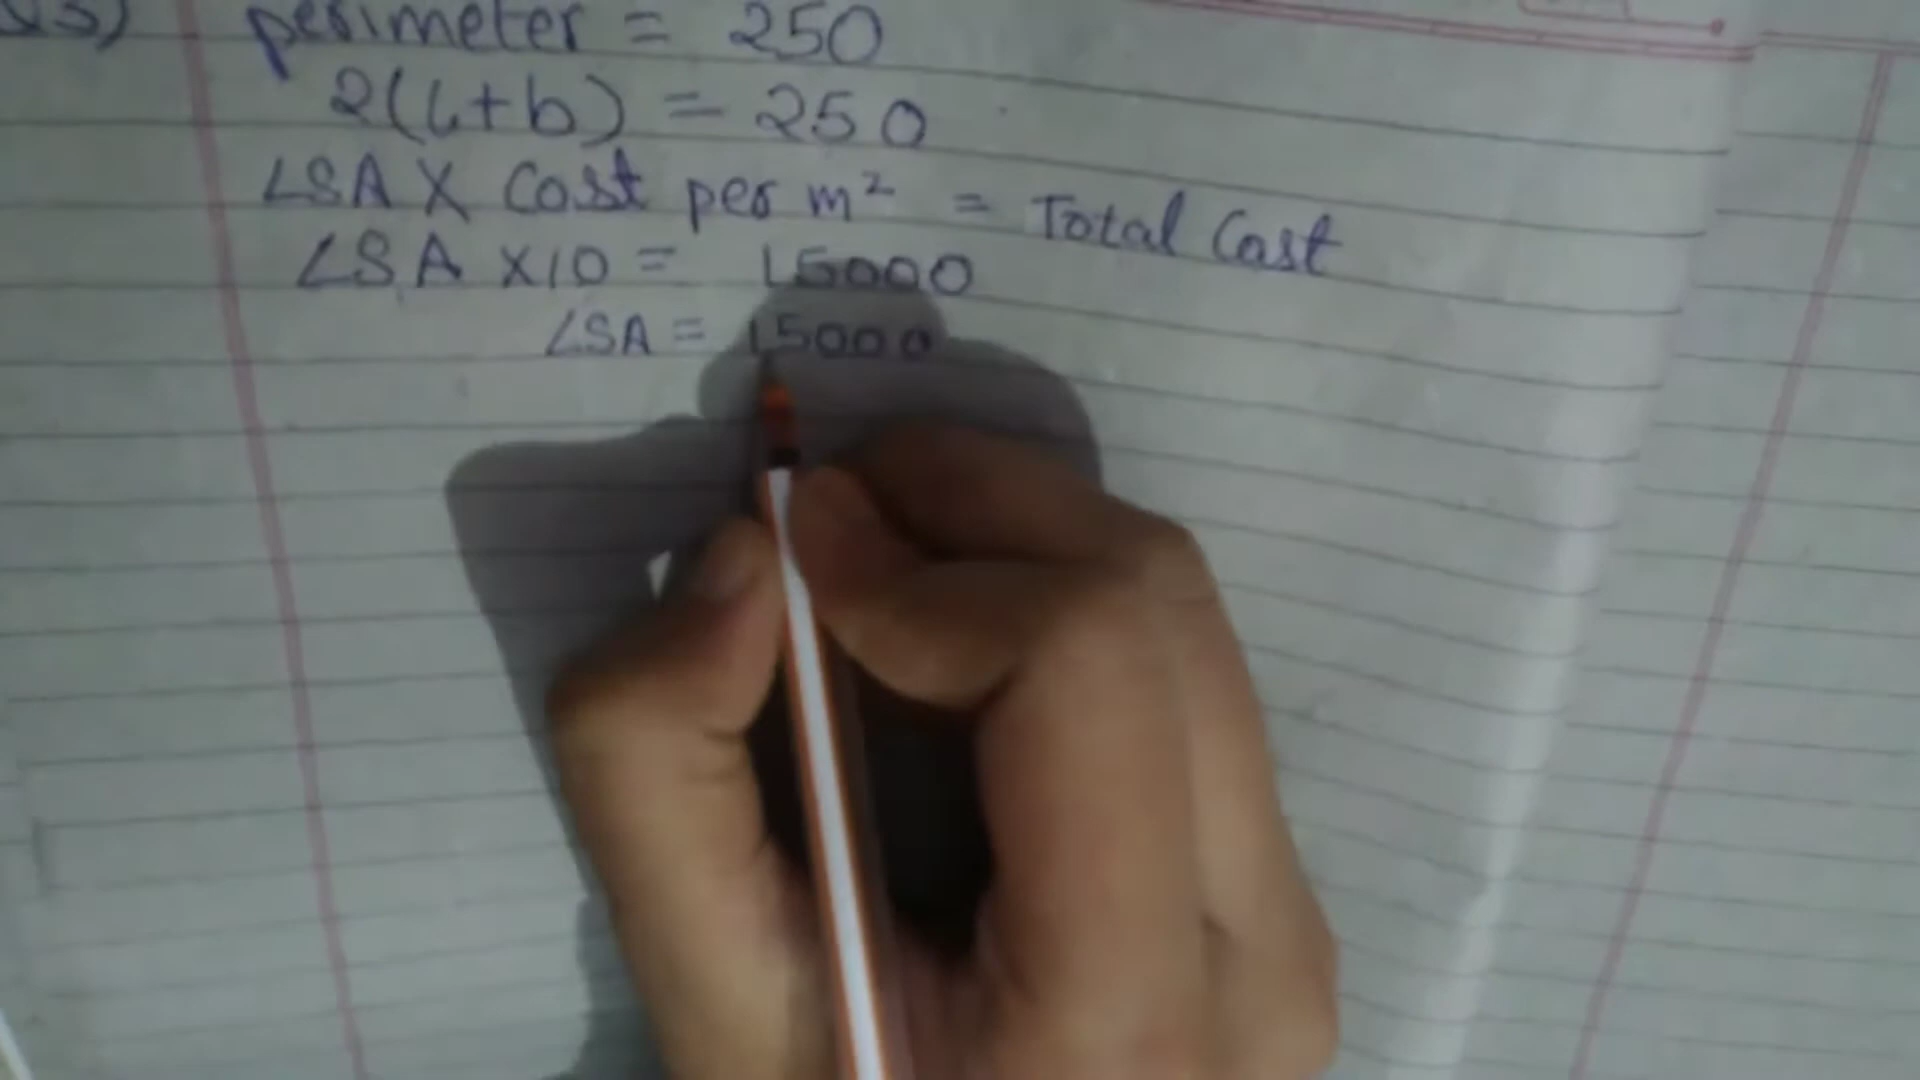 perimeter = 250
2(l+b) = 250
LSA X Cost per m² = Total Cost
LSA X10 = 15000
LSA = 15000